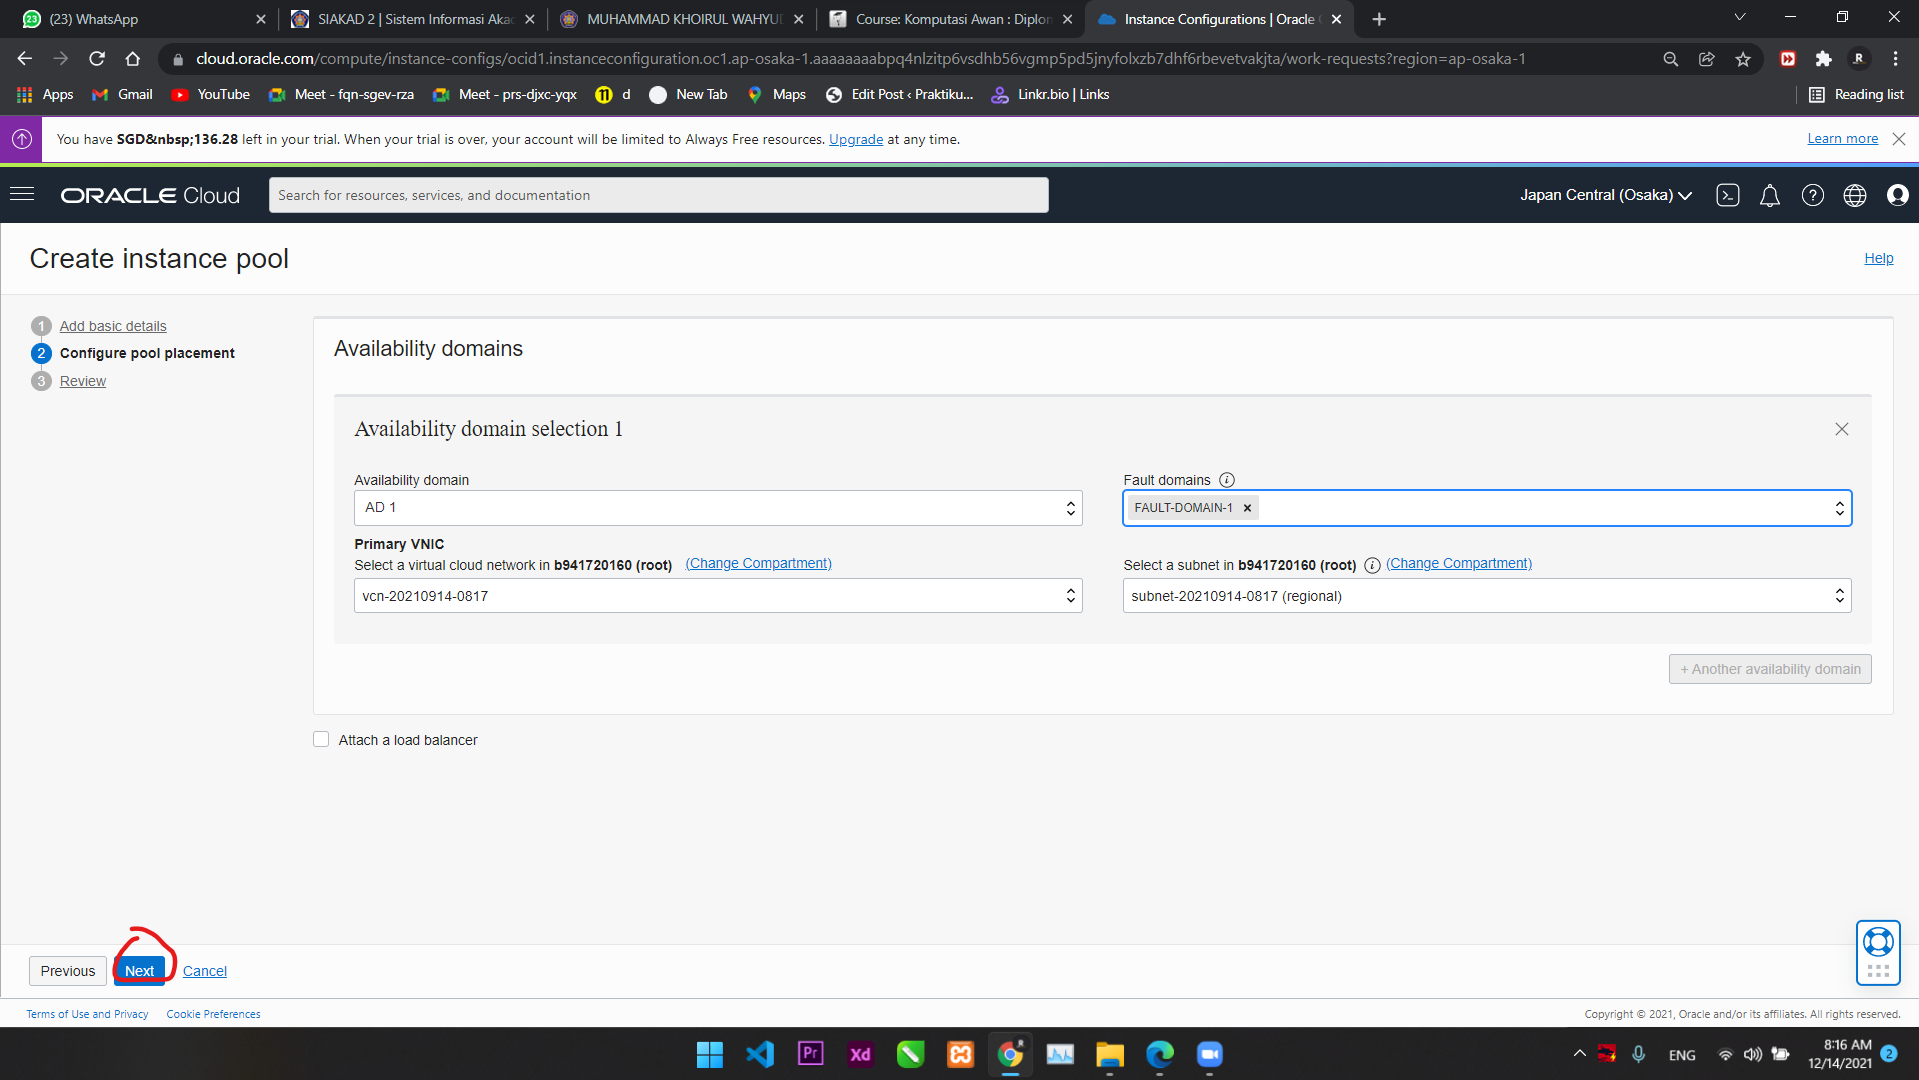 (23) WhatsApp
SIAKAD 2 | Sistem Informasi Aka
MUHAMMAD KHOIRUL WAHYUD
Course: Komputasi Awan : Diplon
Instance Configurations | Oracle C
cloud.oracle.com/compute/instance-configs/ocid1.instanceconfiguration.oc1.ap-osaka-1.aaaaaaaabpq4nlzitp6vsdhb56vgmp5pd5jnyfolxzb7dhf6rbevetvakjta/work-requests?region=ap-osaka-1
R
Apps
Gmail
YouTube
Meet - fqn-sgev-rza
Meet - prs-djxc-yqx
d
New Tab
Maps
Edit Post ‹ Praktiku...
Linkr.bio | Links
Reading list
You have SGD&nbsp;136.28 left in your trial. When your trial is over, your account will be limited to Always Free resources. Upgrade at any time.
Learn more
ORACLE Cloud
Search for resources, services, and documentation
Japan Central (Osaka)
Create instance pool
Help
1 Add basic details
2 Configure pool placement
3 Review
Availability domains
Availability domain selection 1
Availability domain
AD 1
Fault domains
FAULT-DOMAIN-1
Primary VNIC
Select a virtual cloud network in b941720160 (root) (Change Compartment)
vcn-20210914-0817
Select a subnet in b941720160 (root) (Change Compartment)
subnet-20210914-0817 (regional)
+ Another availability domain
Attach a load balancer
Previous
Next
Cancel
Terms of Use and Privacy
Cookie Preferences
Copyright © 2021, Oracle and/or its affiliates. All rights reserved.
Pr
Xd
R
ENG
8:16 AM
12/14/2021
2